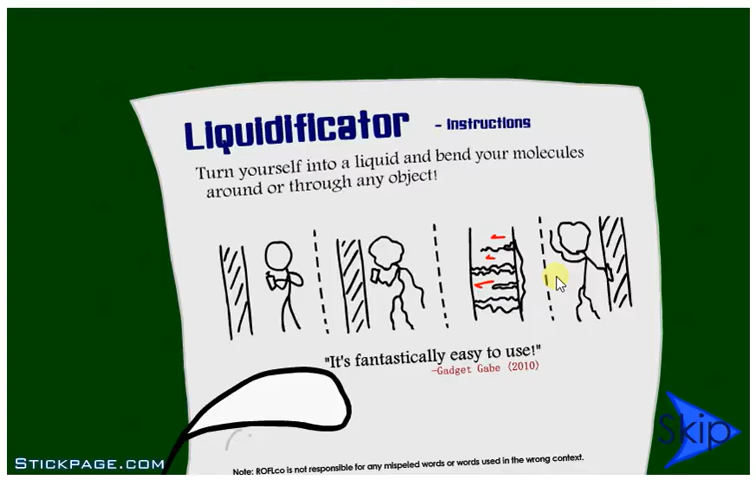 Liquidificator - Instructions
Turn yourself into a liquid and bend your molecules
around or through any object!
"It's fantastically easy to use!"
-Gadget Gabe (2010)
Skip
STICKPAGE.COM
Note: ROFLco is not responsible for any mispeled words or words used in the wrong context.